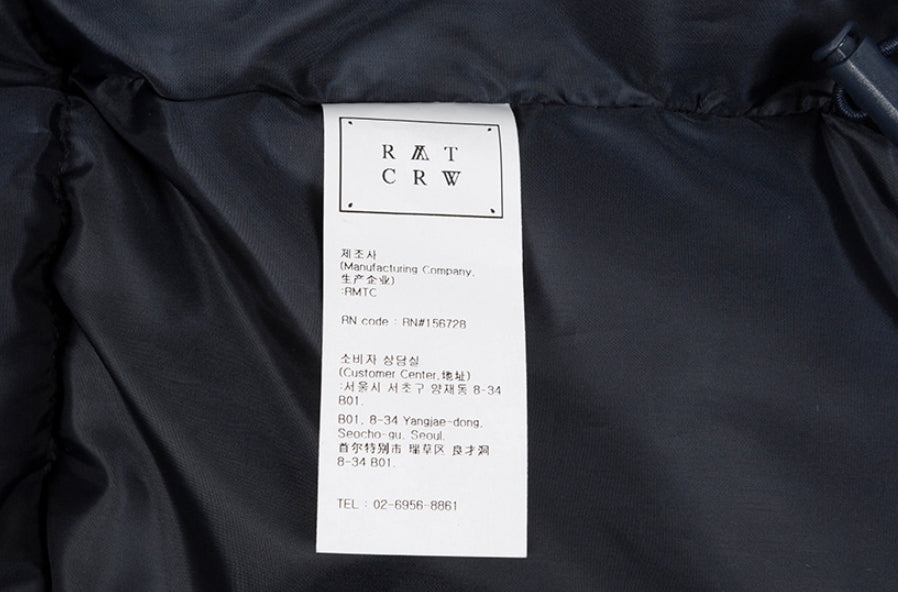 RMT
CRW
제조사
(Manufacturing Company,
生产企业)
:RMTC
RN code : RN#156728
소비자 상담실
(Customer Center,地址)
:서울시 서초구 양재동 8-34
B01.
B01, 8-34 Yangjae-dong,
Seocho-gu, Seoul,
首尔特别市 瑞草区 良才洞
8-34 B01.
TEL : 02-6956-8861